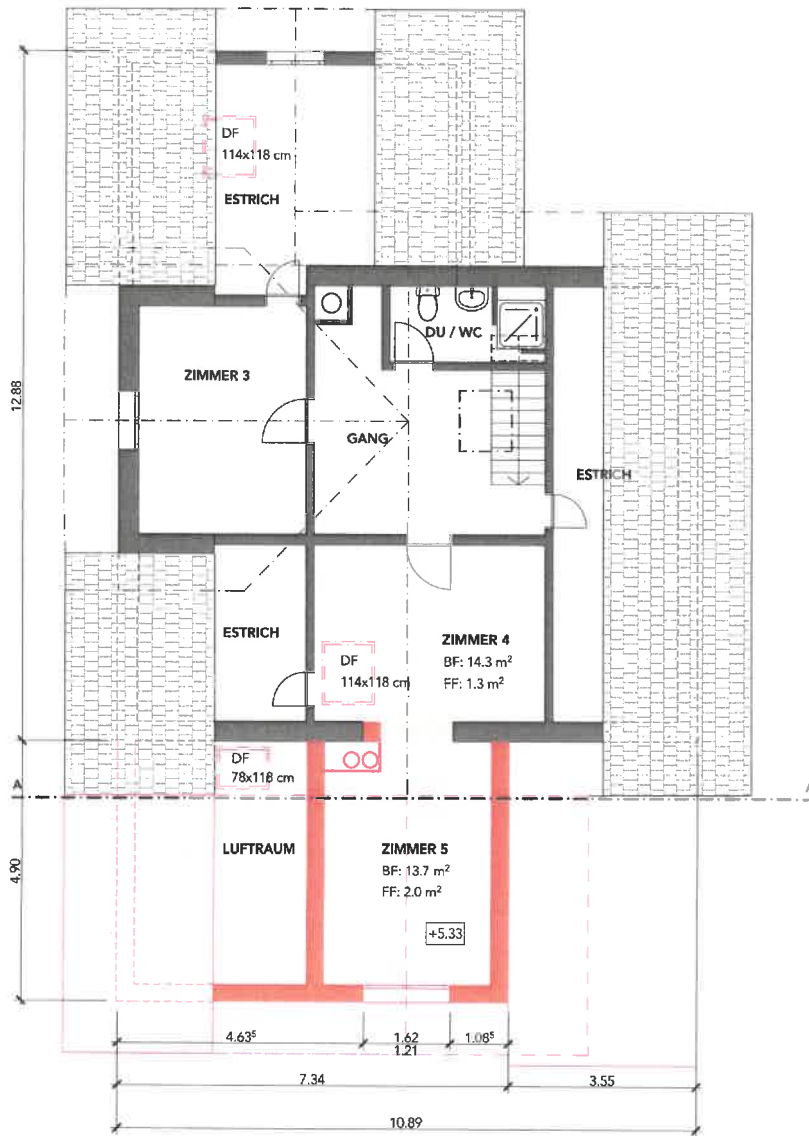 DF
114x118 cm
ESTRICH
DU / WC
ZIMMER 3
12.88
GANG
ESTRICH
ESTRICH
ZIMMER 4
BF: 14.3 m²
FF: 1.3 m²
DF
114x118 cm
DF
78x118 cm
A
LUFTRAUM
ZIMMER 5
BF: 13.7 m²
FF: 2.0 m²
4.90
+5.33
4.63⁵
1.62
1.21
1.08⁵
7.34
3.55
10.89